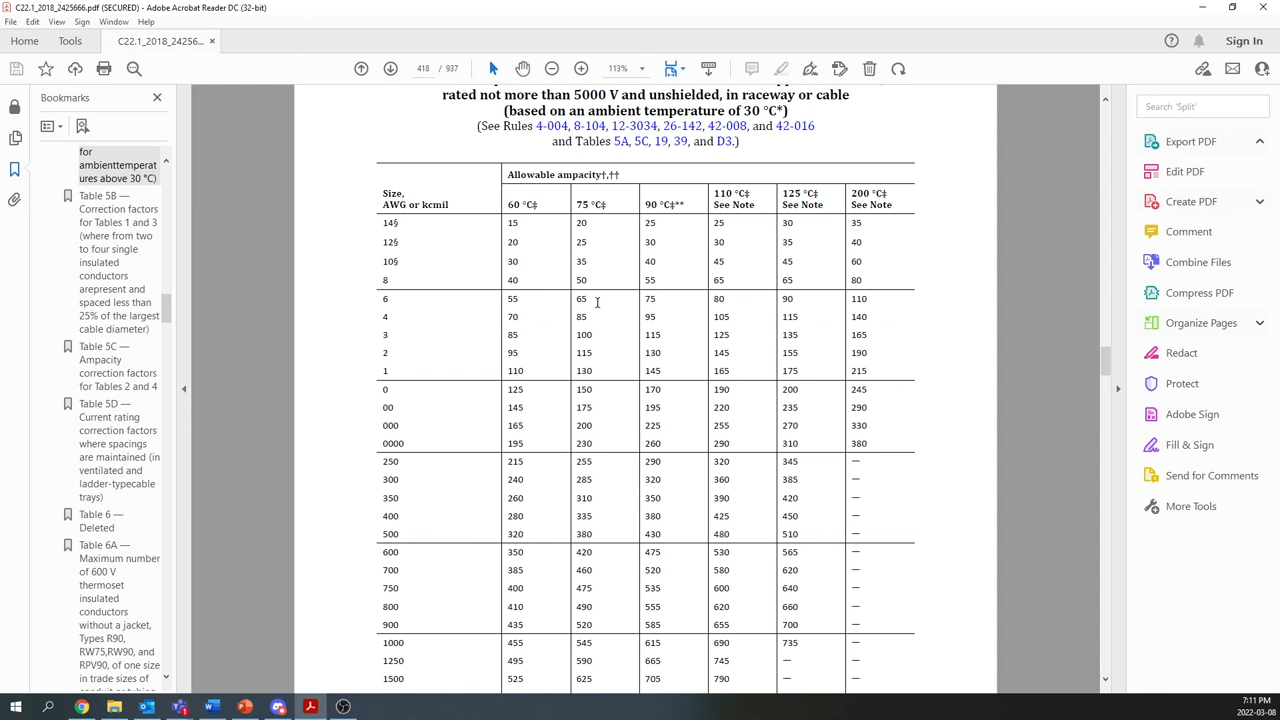 C22.1_2018_2425666.pdf (SECURED) - Adobe Acrobat Reader DC (32-bit)
File Edit View Sign Window Help
Home Tools C22.1_2018_24256... × Sign In
418 / 937 113%
Bookmarks
for
ambienttemperat
ures above 30 °C)
Table 5B —
Correction factors
for Tables 1 and 3
(where from two
to four single
insulated
conductors
arepresent and
spaced less than
25% of the largest
cable diameter)
Table 5C —
Ampacity
correction factors
for Tables 2 and 4
Table 5D —
Current rating
correction factors
where spacings
are maintained (in
ventilated and
ladder-typecable
trays)
Table 6 —
Deleted
Table 6A —
Maximum number
of 600 V
thermoset
insulated
conductors
without a jacket,
Types R90,
RW75,RW90, and
RPV90, of one size
in trade sizes of
rated not more than 5000 V and unshielded, in raceway or cable
(based on an ambient temperature of 30 °C*)
(See Rules 4-004, 8-104, 12-3034, 26-142, 42-008, and 42-016
and Tables 5A, 5C, 19, 39, and D3.)
Allowable ampacity†,††
Size,
AWG or kcmil 60 °C‡ 75 °C‡ 90 °C‡** 110 °C‡ See Note 125 °C‡ See Note 200 °C‡ See Note
14§ 15 20 25 25 30 35
12§ 20 25 30 30 35 40
10§ 30 35 40 45 45 60
8 40 50 55 65 65 80
6 55 65 75 80 90 110
4 70 85 95 105 115 140
3 85 100 115 125 135 165
2 95 115 130 145 155 190
1 110 130 145 165 175 215
0 125 150 170 190 200 245
00 145 175 195 220 235 290
000 165 200 225 255 270 330
0000 195 230 260 290 310 380
250 215 255 290 320 345 —
300 240 285 320 360 385 —
350 260 310 350 390 420 —
400 280 335 380 425 450 —
500 320 380 430 480 510 —
600 350 420 475 530 565 —
700 385 460 520 580 620 —
750 400 475 535 600 640 —
800 410 490 555 620 660 —
900 435 520 585 655 700 —
1000 455 545 615 690 735 —
1250 495 590 665 745 — —
1500 525 625 705 790 — —
Search 'Split'
Export PDF
Edit PDF
Create PDF
Comment
Combine Files
Compress PDF
Organize Pages
Redact
Protect
Adobe Sign
Fill & Sign
Send for Comments
More Tools
7:11 PM
2022-03-08